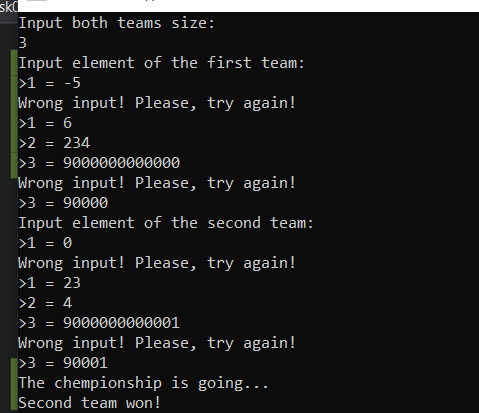 skC
Input both teams size:
3
Input element of the first team:
>1 = -5
Wrong input! Please, try again!
>1 = 6
>2 = 234
>3 = 9000000000000
Wrong input! Please, try again!
>3 = 90000
Input element of the second team:
>1 = 0
Wrong input! Please, try again!
>1 = 23
>2 = 4
>3 = 9000000000001
Wrong input! Please, try again!
>3 = 90001
The chempionship is going...
Second team won!